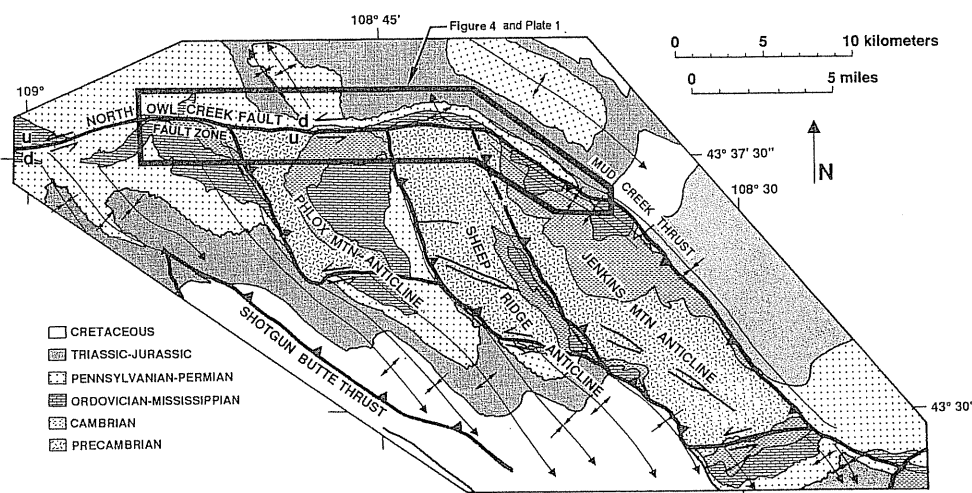 Figure 4 and Plate 1
108° 45'
0 5 10 kilometers
0 5 miles
109°
NORTH OWL CREEK FAULT
d
u
u
d
FAULT ZONE
N
43° 37' 30"
108° 30
MUD CREEK THRUST
PHLOX MTN ANTICLINE
SHEEP RIDGE ANTICLINE
JENKINS MTN ANTICLINE
SHOTGUN BUTTE THRUST
43° 30'
CRETACEOUS
TRIASSIC-JURASSIC
PENNSYLVANIAN-PERMIAN
ORDOVICIAN-MISSISSIPPIAN
CAMBRIAN
PRECAMBRIAN